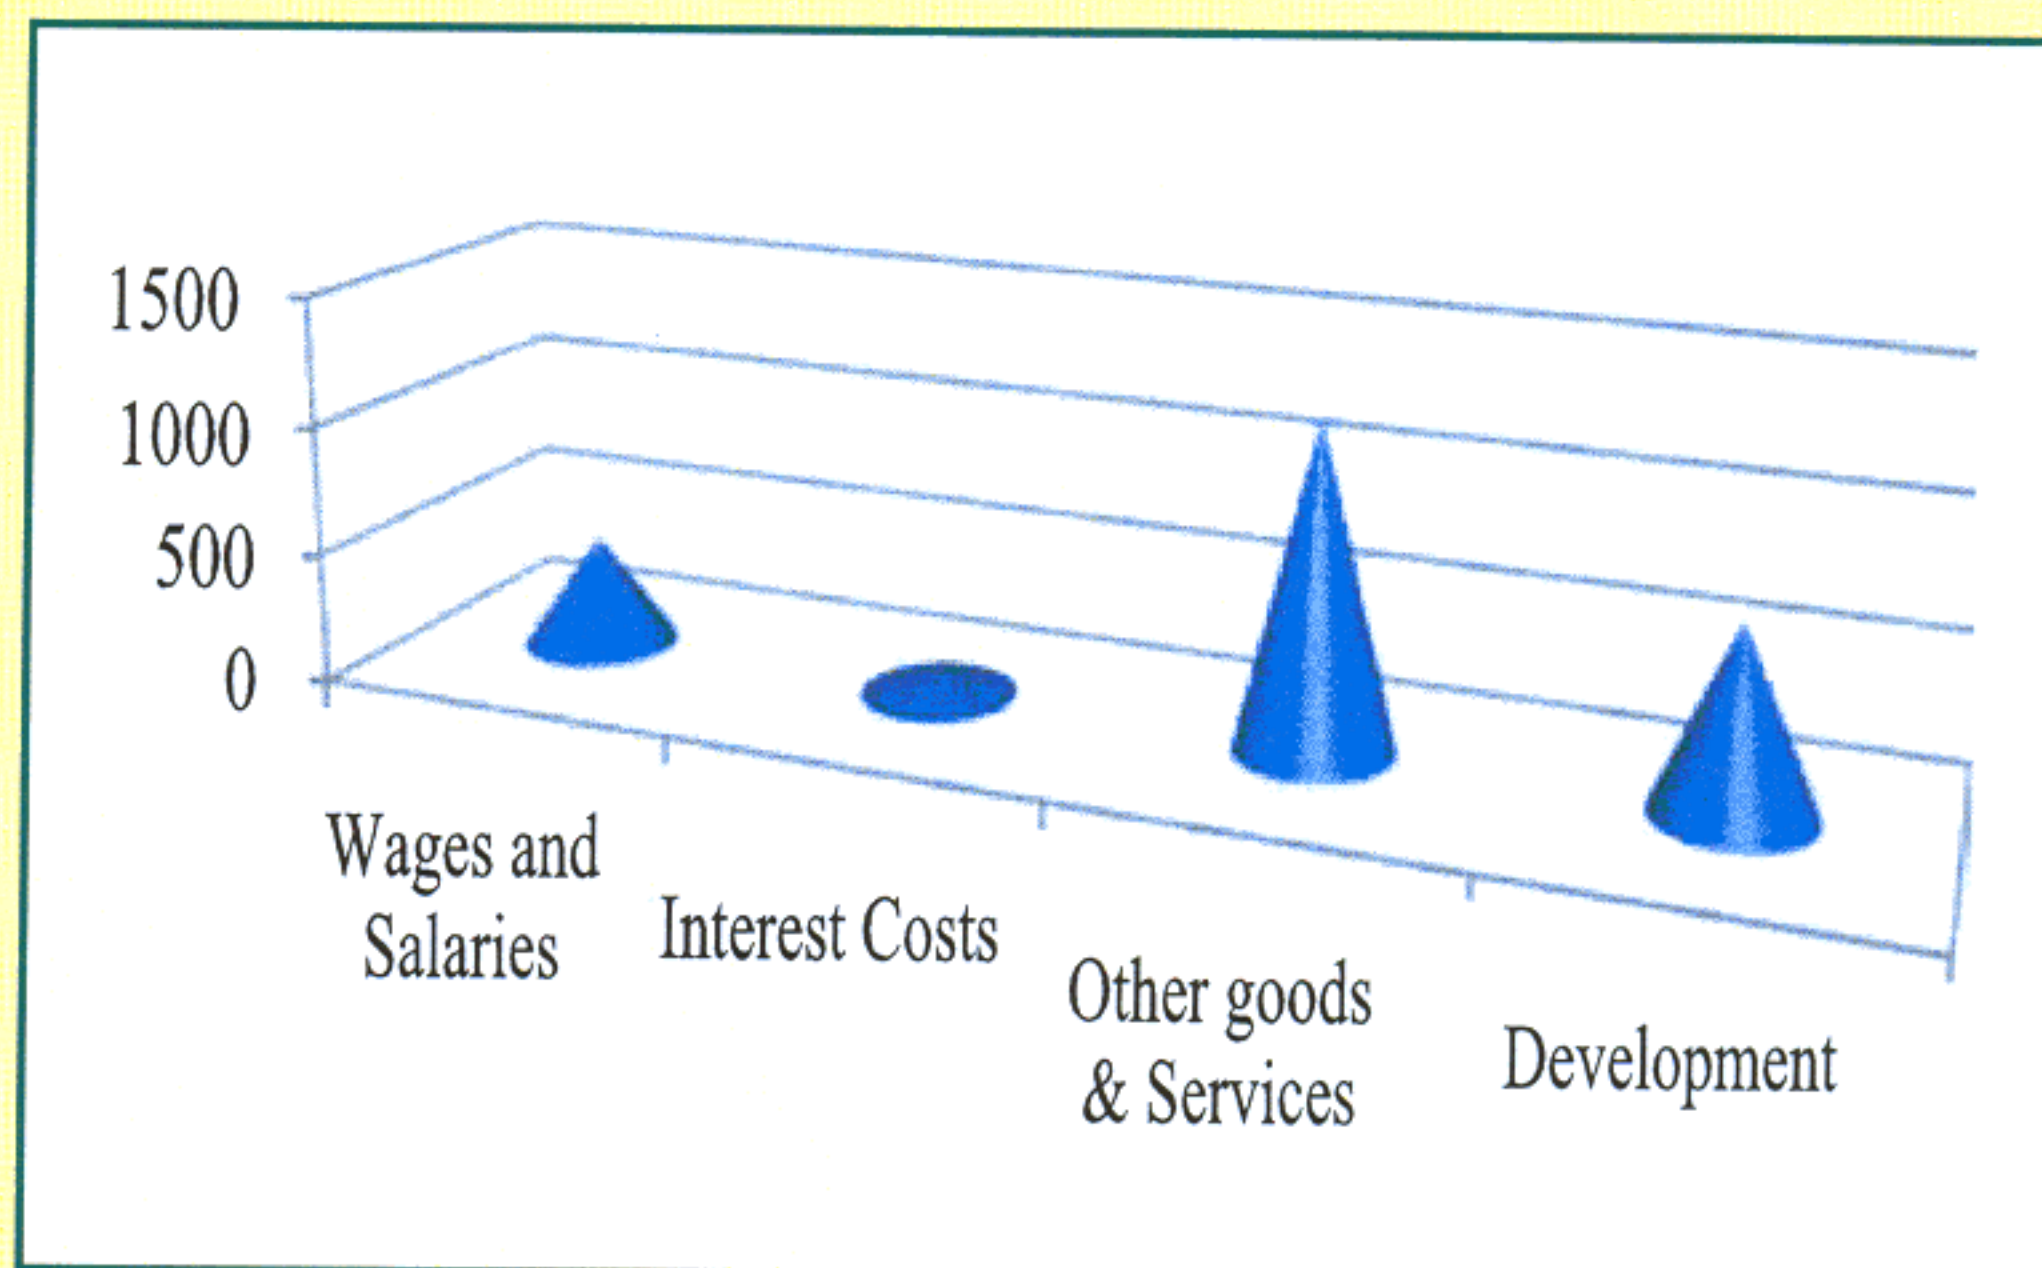 1500
1000
500
0
Wages and
Salaries
Interest Costs
Other goods
& Services
Development